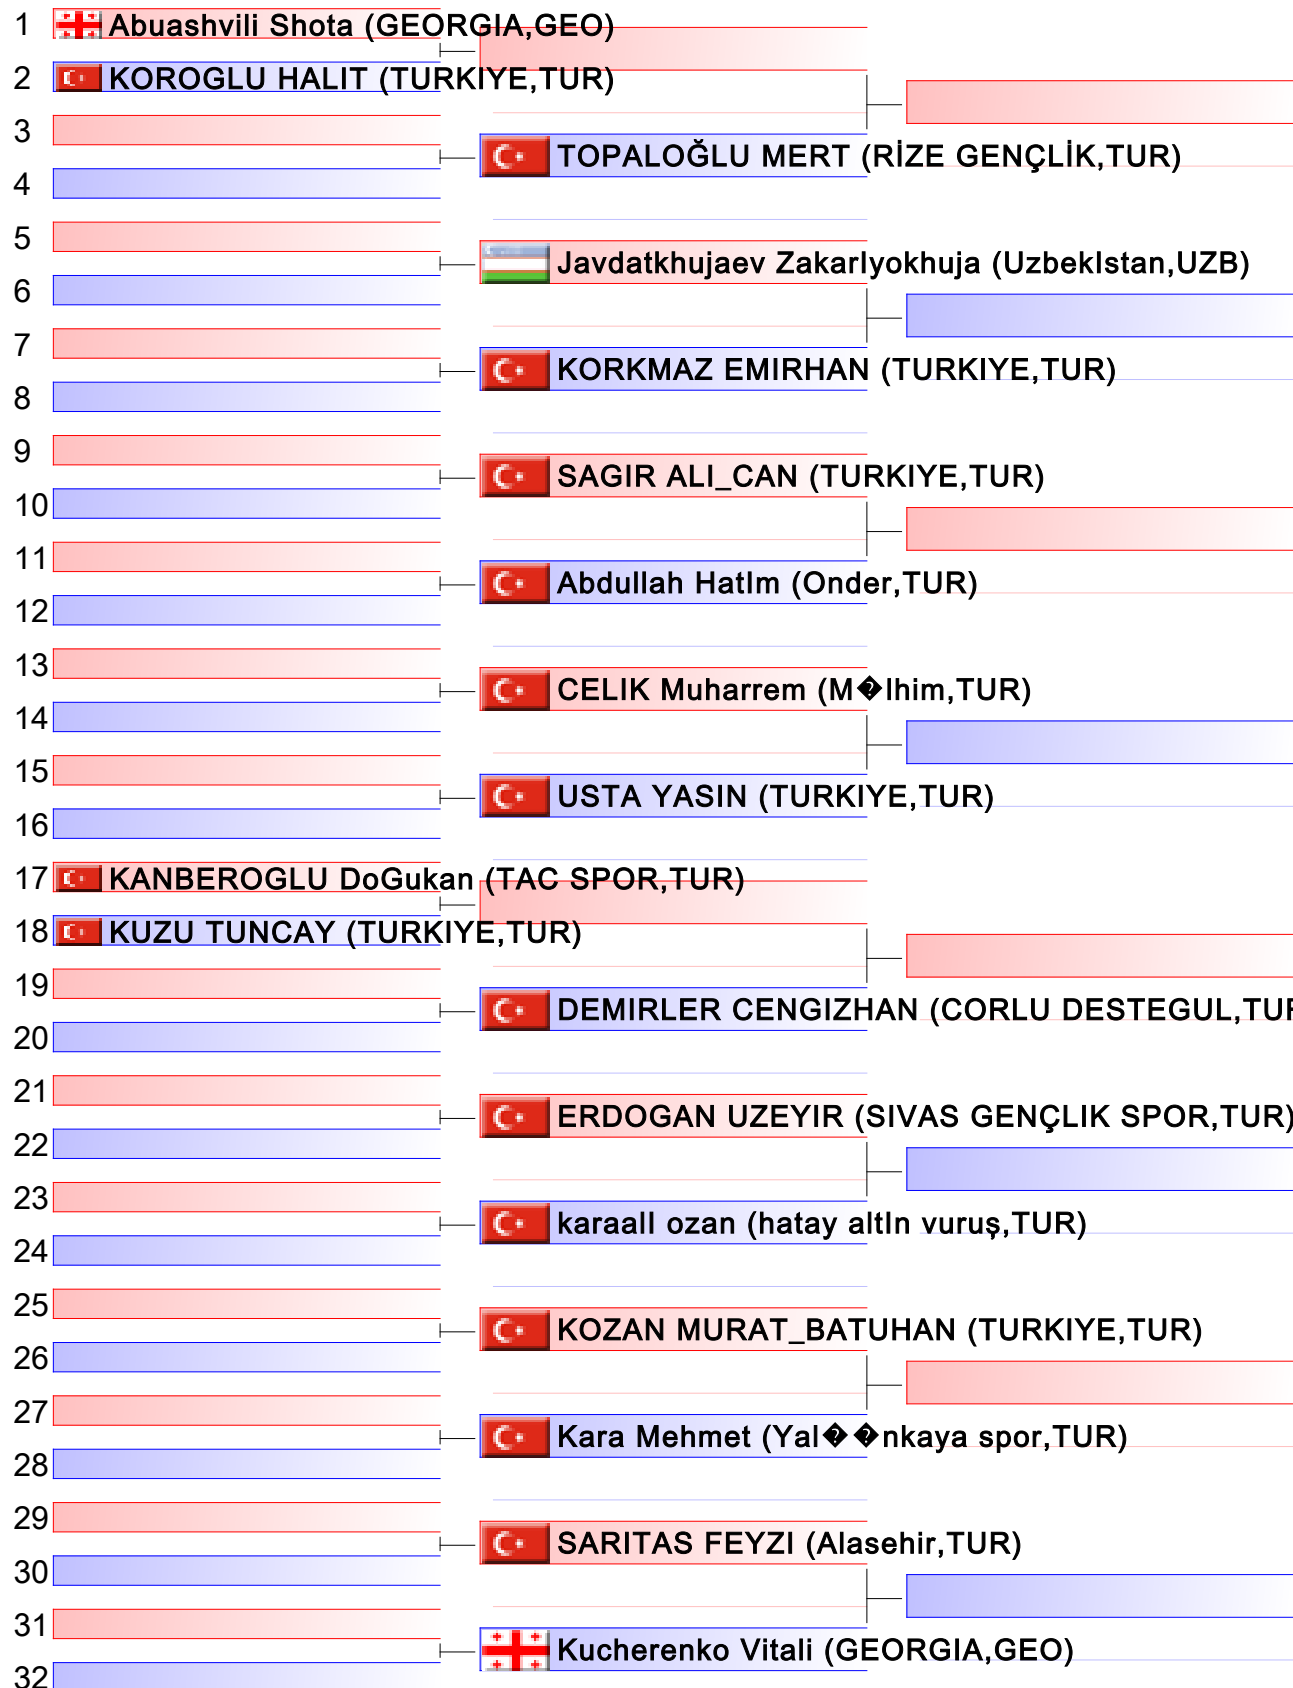 1 Abuashvili Shota (GEORGIA,GEO)
2 KOROGLU HALIT (TURKIYE,TUR)
3
TOPALOĞLU MERT (RİZE GENÇLİK,TUR)
4
5
Javdatkhujaev ZakarIyokhuja (UzbekIstan,UZB)
6
7
KORKMAZ EMIRHAN (TURKIYE,TUR)
8
9
SAGIR ALI_CAN (TURKIYE,TUR)
10
11
Abdullah HatIm (Onder,TUR)
12
13
CELIK Muharrem (M�lhim,TUR)
14
15
USTA YASIN (TURKIYE,TUR)
16
17 KANBEROGLU DoGukan (TAC SPOR,TUR)
18 KUZU TUNCAY (TURKIYE,TUR)
19
DEMIRLER CENGIZHAN (CORLU DESTEGUL,TUR
20
21
ERDOGAN UZEYIR (SIVAS GENÇLIK SPOR,TUR)
22
23
karaalI ozan (hatay altIn vuruş,TUR)
24
25
KOZAN MURAT_BATUHAN (TURKIYE,TUR)
26
27
Kara Mehmet (Yal��nkaya spor,TUR)
28
29
SARITAS FEYZI (Alasehir,TUR)
30
31
Kucherenko Vitali (GEORGIA,GEO)
32